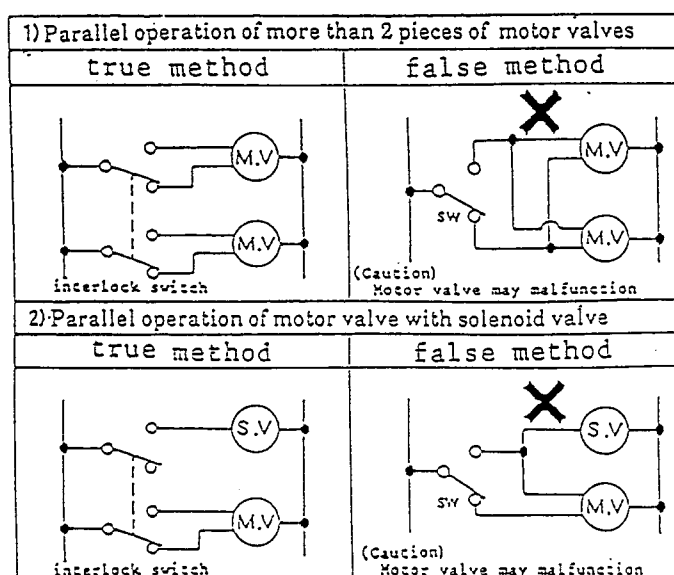 1) Parallel operation of more than 2 pieces of motor valves
true method
false method
M.V
M.V
interlock switch
M.V
SW
M.V
(Caution)
Motor valve may malfunction
2) Parallel operation of motor valve with solenoid valve
true method
false method
S.V
M.V
interlock switch
S.V
SW
M.V
(Caution)
Motor valve may malfunction